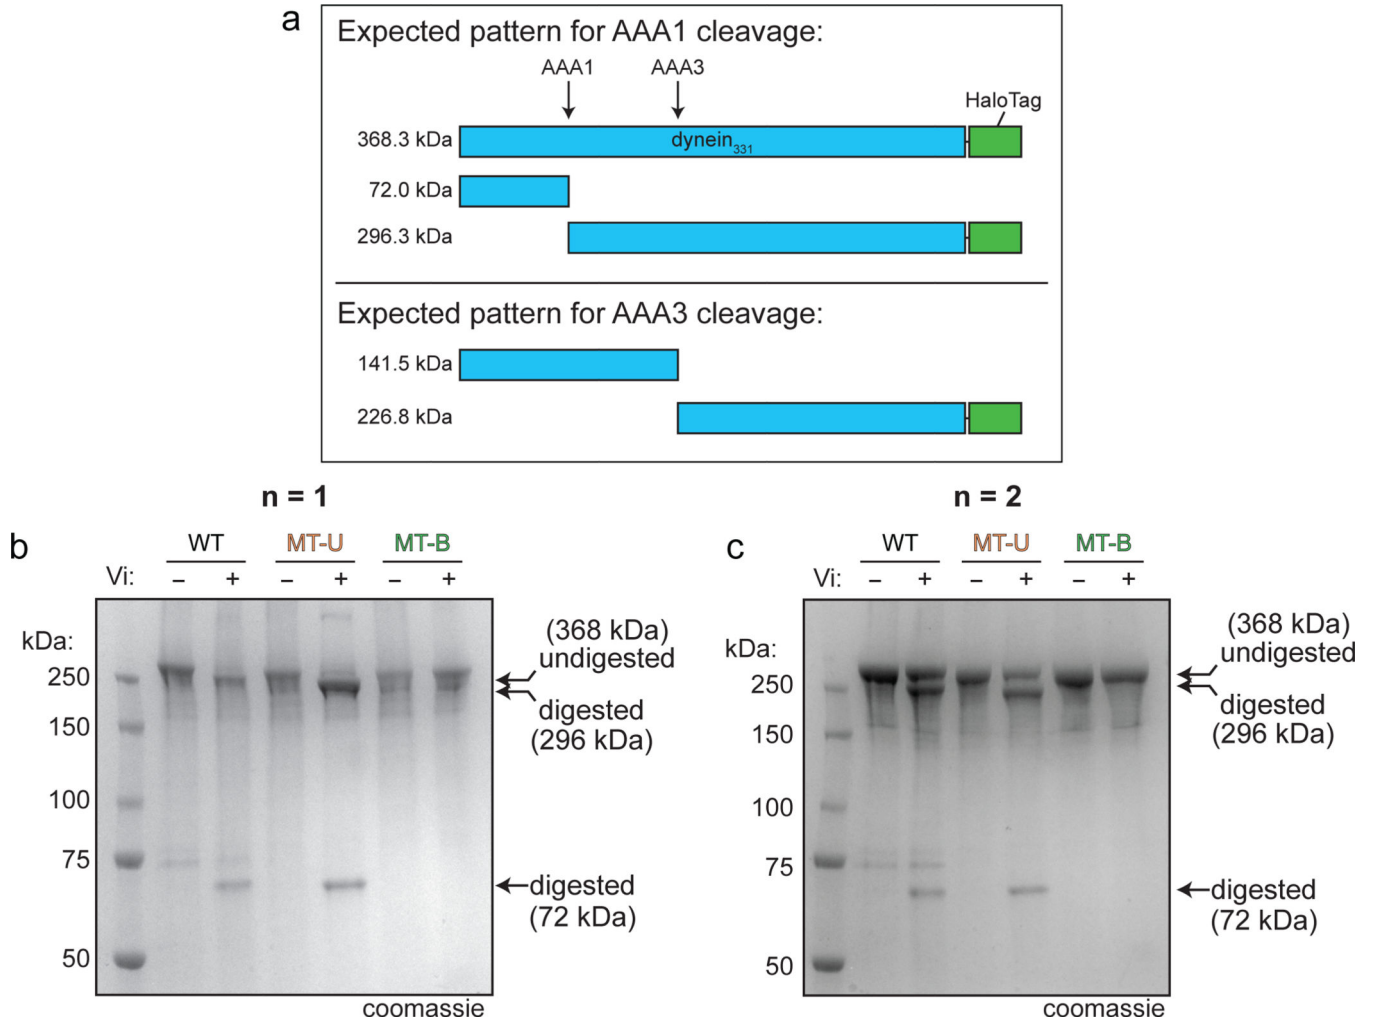 a
Expected pattern for AAA1 cleavage:
AAA1 AAA3
HaloTag
368.3 kDa dynein331
72.0 kDa
296.3 kDa
Expected pattern for AAA3 cleavage:
141.5 kDa
226.8 kDa
n = 1
b
WT MT-U MT-B
Vi: – + – + – +
kDa:
250
150
100
75
50
(368 kDa)
undigested
digested
(296 kDa)
digested
(72 kDa)
coomassie
n = 2
c
WT MT-U MT-B
Vi: – + – + – +
kDa:
250
150
100
75
50
(368 kDa)
undigested
digested
(296 kDa)
digested
(72 kDa)
coomassie